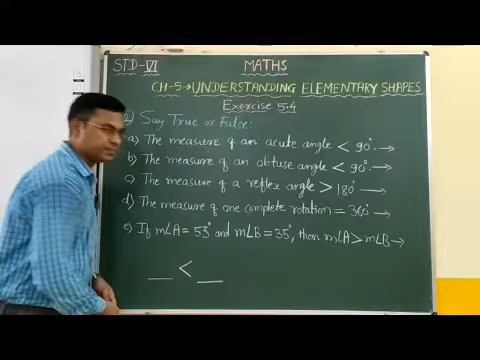 STD-VI MATHS
CH-5→UNDERSTANDING ELEMENTARY SHAPES
Exercise 5.4
2) Say True or False:
a) The measure of an acute angle < 90°. →
b) The measure of an obtuse angle < 90°. →
c) The measure of a reflex angle > 180° →
d) The measure of one complete rotation = 360° →
e) If m∠A = 53° and m∠B = 35°, then m∠A > m∠B →
__ < __